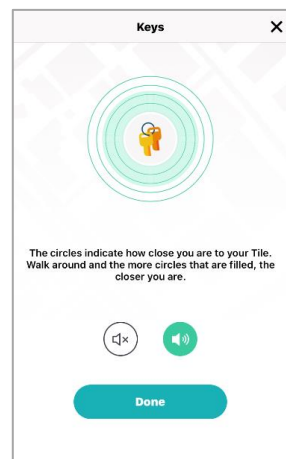 Keys
The circles indicate how close you are to your Tile.
Walk around and the more circles that are filled, the
closer you are.
Done